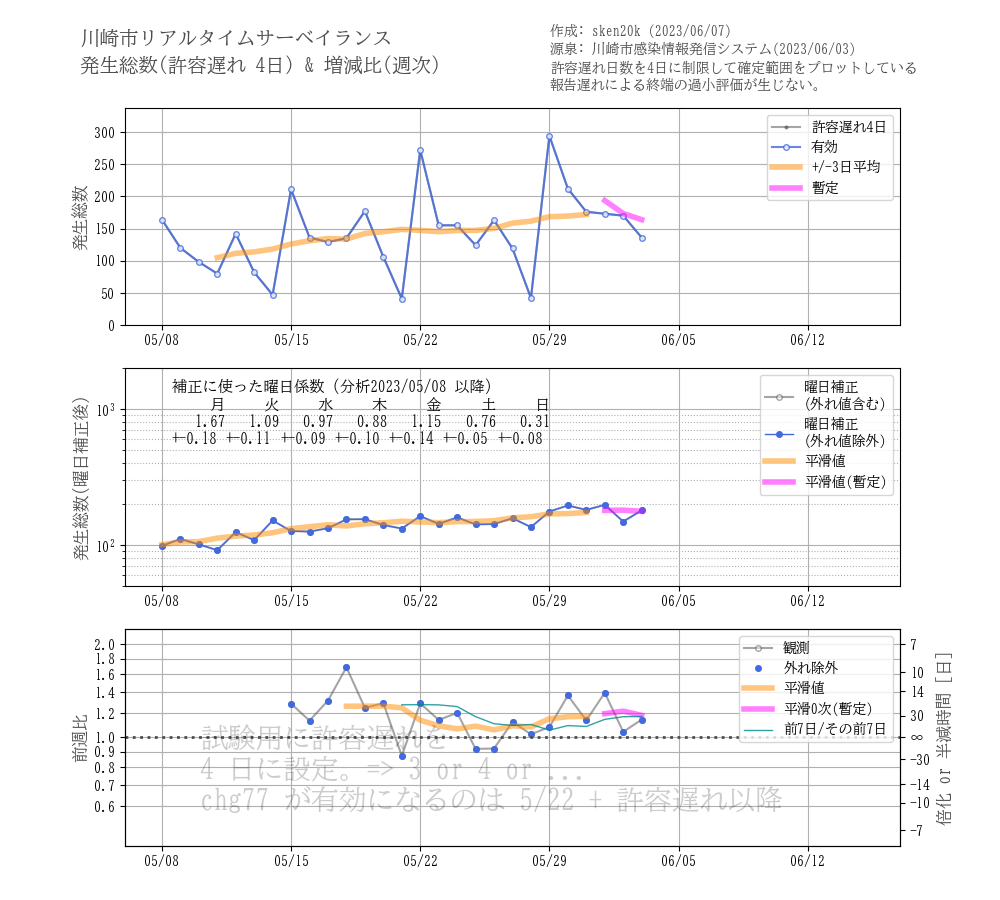 川崎市リアルタイムサーベイランス
発生総数(許容遅れ 4日) & 増減比(週次)
作成: sken20k (2023/06/07)
源泉: 川崎市感染情報発信システム(2023/06/03)
許容遅れ日数を4日に制限して確定範囲をプロットしている
報告遅れによる終端の過小評価が生じない。
発生総数
300
250
200
150
100
50
0
許容遅れ4日
有効
+/-3日平均
暫定
05/08 05/15 05/22 05/29 06/05 06/12
発生総数(曜日補正後)
10³
10²
補正に使った曜日係数 (分析2023/05/08 以降)
月 火 水 木 金 土 日
1.67 1.09 0.97 0.88 1.15 0.76 0.31
+-0.18 +-0.11 +-0.09 +-0.10 +-0.14 +-0.05 +-0.08
曜日補正
(外れ値含む)
曜日補正
(外れ値除外)
平滑値
平滑値(暫定)
05/08 05/15 05/22 05/29 06/05 06/12
前週比
2.0
1.8
1.6
1.4
1.2
1.0
0.9
0.8
0.7
0.6
観測
外れ除外
平滑値
平滑0次(暫定)
前7日/その前7日
試験用に許容遅れを
4 日に設定。=> 3 or 4 or ...
chg77 が有効になるのは 5/22 + 許容遅れ以降
7
10
14
30
∞
-30
-14
-10
-7
倍化 or 半減時間 [日]
05/08 05/15 05/22 05/29 06/05 06/12